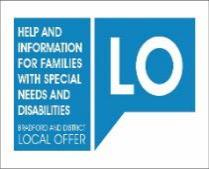 HELP AND
INFORMATION
FOR FAMILIES
WITH SPECIAL
NEEDS AND
DISABILITIES
BRADFORD AND DISTRICT
LOCAL OFFER
LO